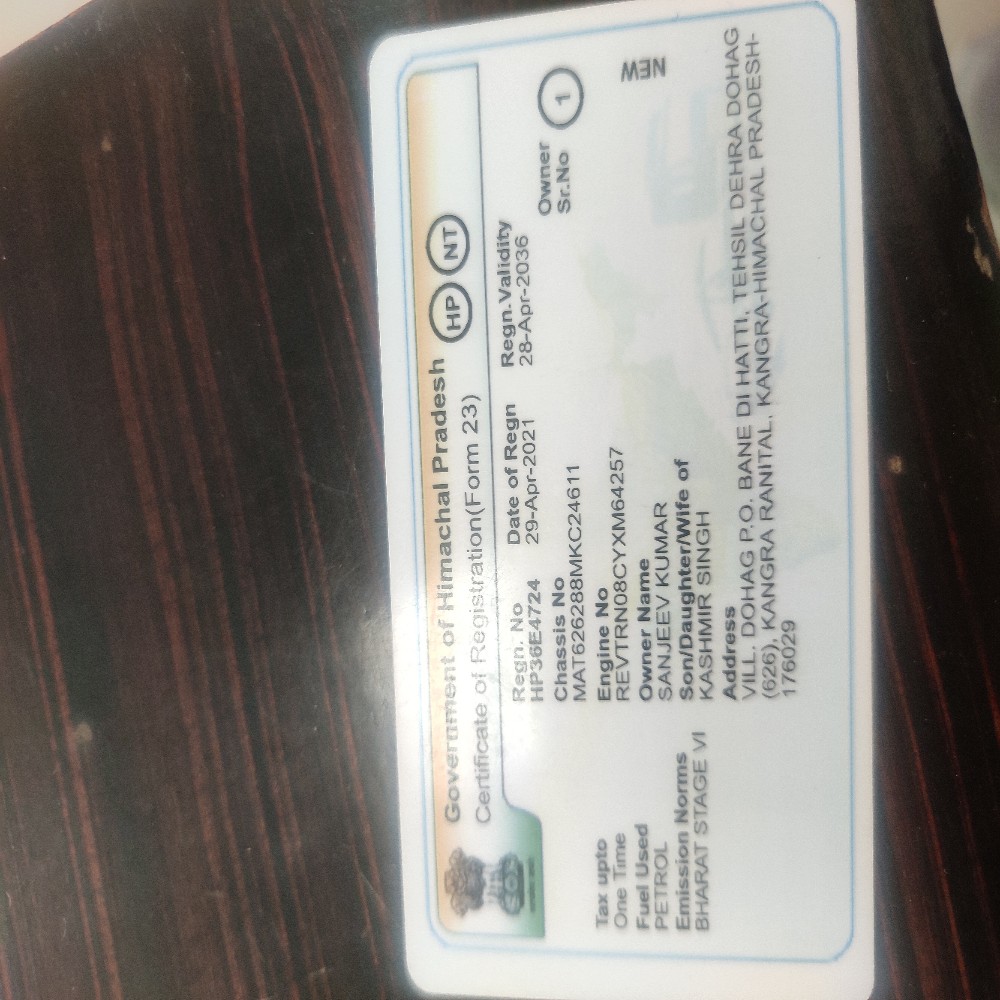 Government of Himachal Pradesh HP NT
Certificate of Registration(Form 23)
Regn. No Date of Regn Regn.Validity
HP36E4724 29-Apr-2021 28-Apr-2036
Chassis No
MAT626288MKC24611
Owner
Sr.No 1
Engine No
REVTRN08CYXM64257
Owner Name
SANJEEV KUMAR
NEW
Son/Daughter/Wife of
KASHMIR SINGH
Address
VILL. DOHAG P.O. BANE DI HATTI, TEHSIL DEHRA DOHAG
(626), KANGRA RANITAL, KANGRA-HIMACHAL PRADESH-
176029
Tax upto
One Time
Fuel Used
PETROL
Emission Norms
BHARAT STAGE VI